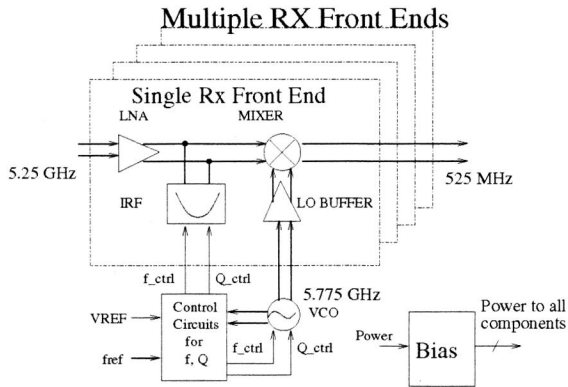 Multiple RX Front Ends
Single Rx Front End
LNA
MIXER
5.25 GHz
525 MHz
IRF
LO BUFFER
f_ctrl
Q_ctrl
5.775 GHz
VCO
VREF
fref
Control
Circuits
for
f, Q
f_ctrl
Q_ctrl
Power
Bias
Power to all
components